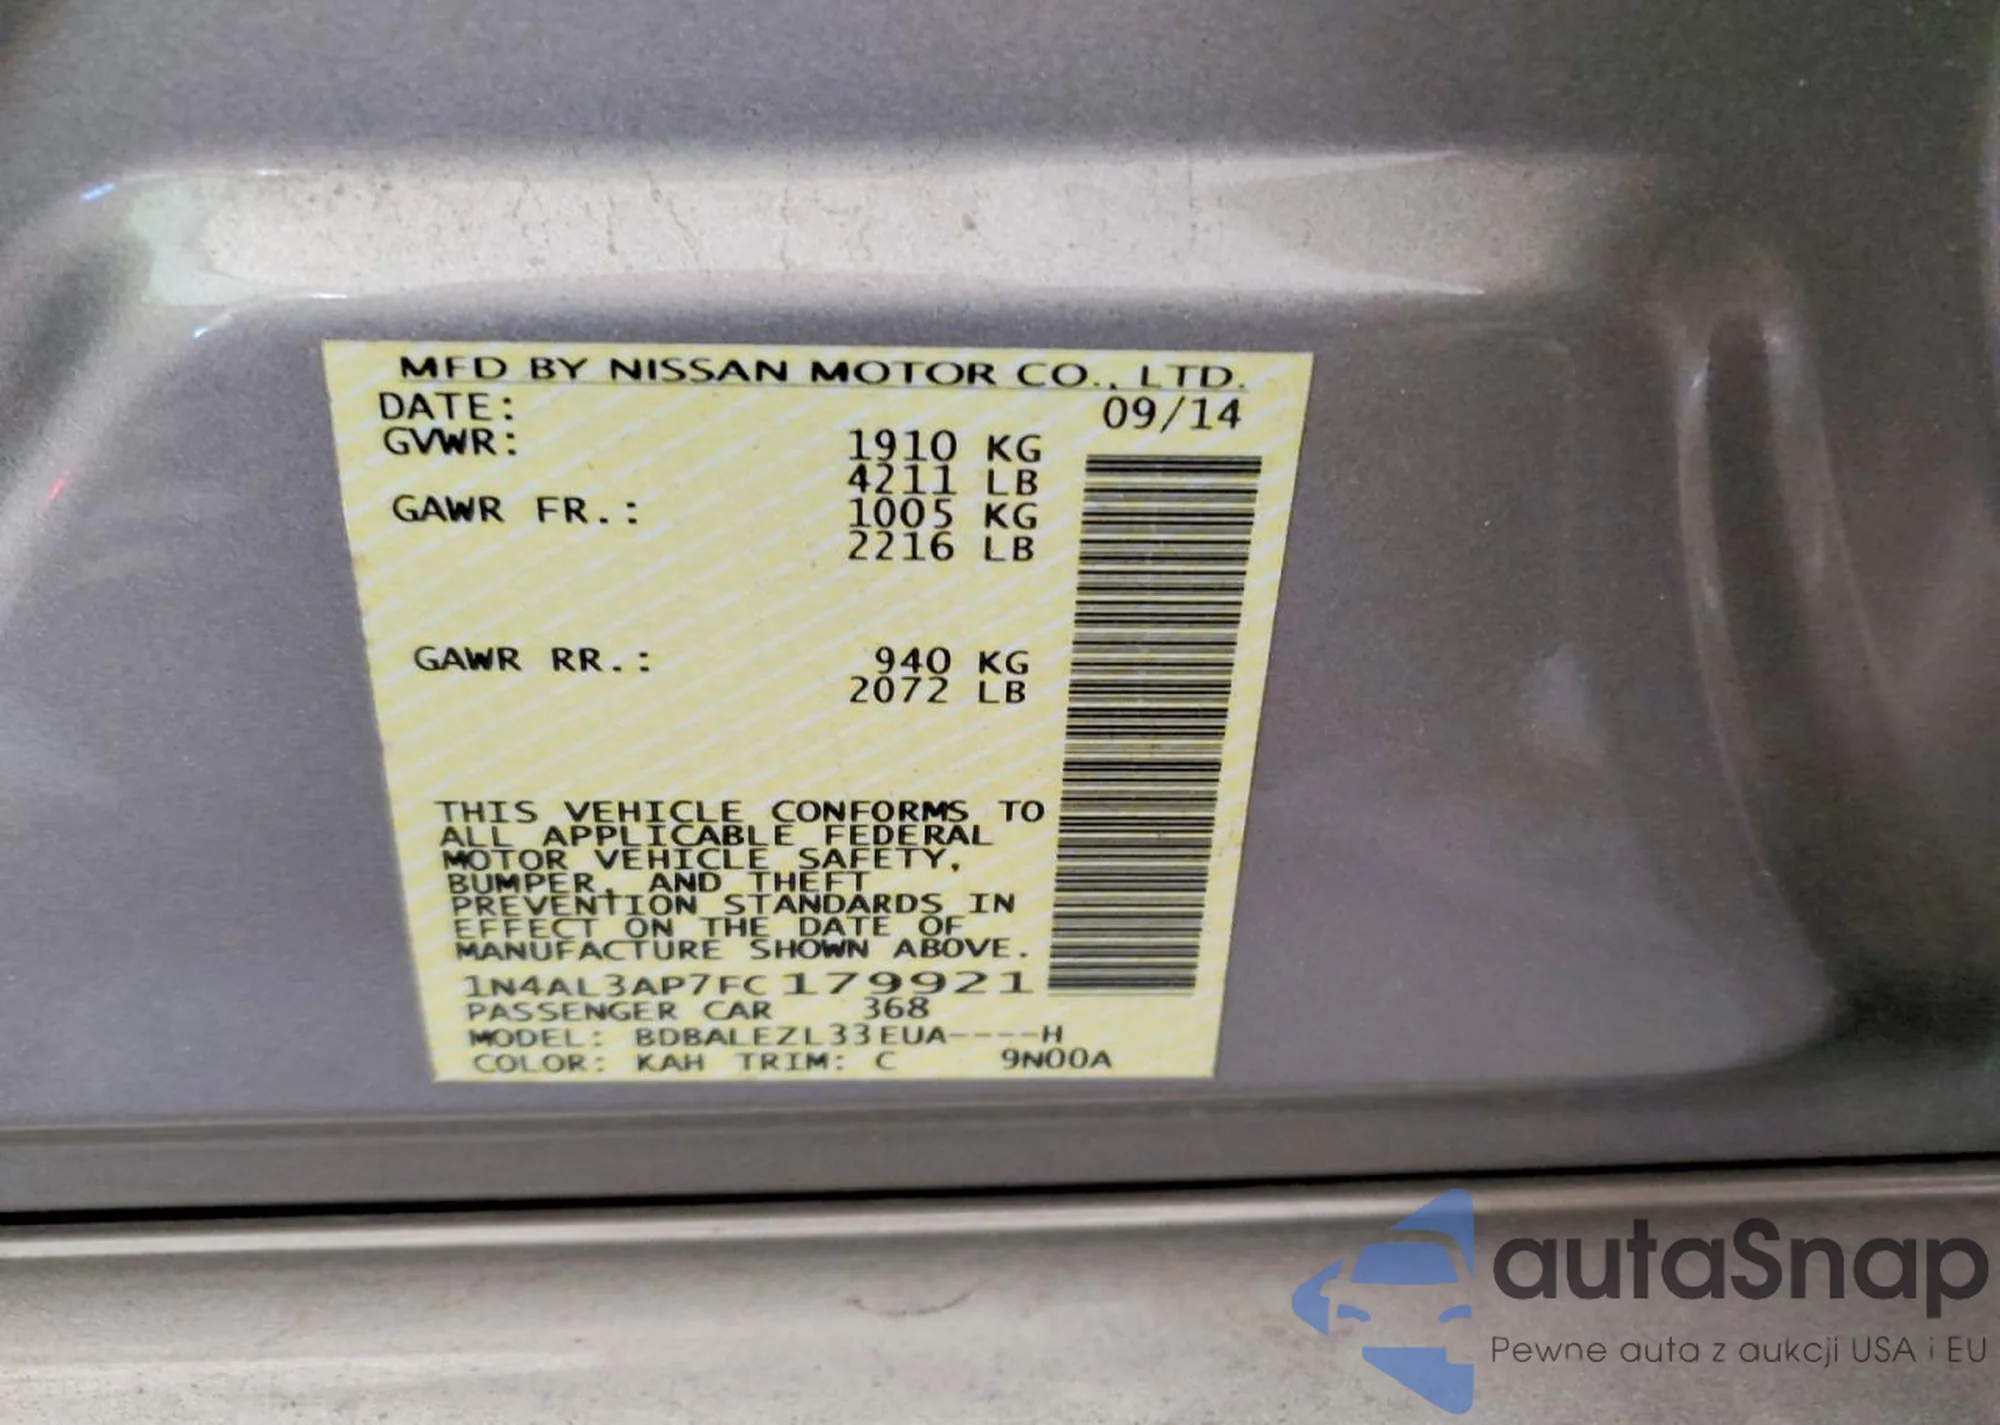 MFD BY NISSAN MOTOR CO., LTD.
DATE: 09/14
GVWR: 1910 KG
4211 LB
GAWR FR.: 1005 KG
2216 LB
GAWR RR.: 940 KG
2072 LB
THIS VEHICLE CONFORMS TO
ALL APPLICABLE FEDERAL
MOTOR VEHICLE SAFETY,
BUMPER, AND THEFT
PREVENTION STANDARDS IN
EFFECT ON THE DATE OF
MANUFACTURE SHOWN ABOVE.
1N4AL3AP7FC179921
PASSENGER CAR 368
MODEL: BDBALEZL33EUA----H
COLOR: KAH TRIM: C 9N00A
autaSnap
Pewne auta z aukcji USA i EU